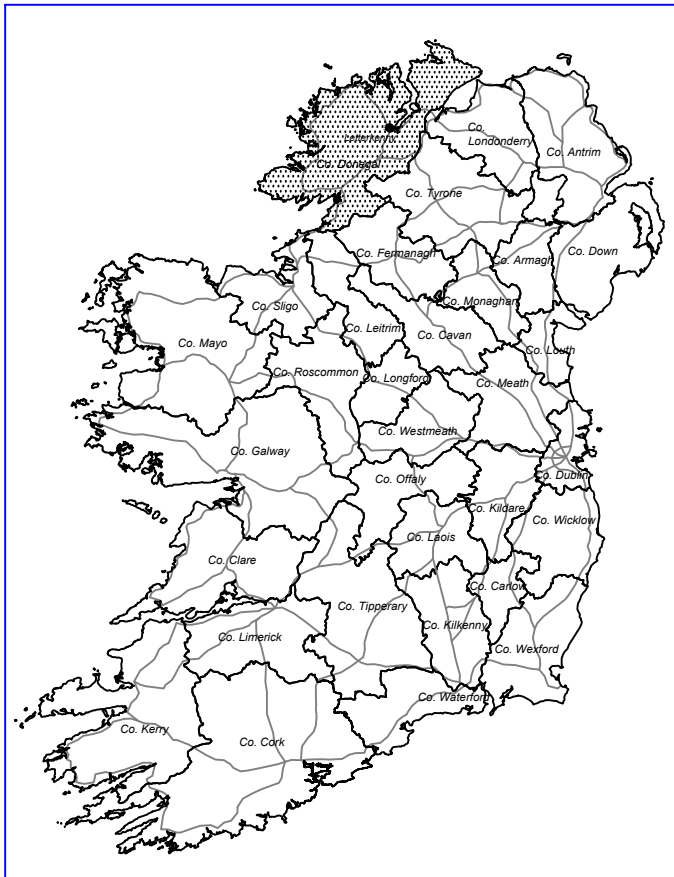 Letterkenny
Co. Donegal
Co.
Londonderry
Co. Antrim
Co. Tyrone
Co. Fermanagh
Co. Armagh
Co. Down
Co. Monaghan
Co. Sligo
Co. Leitrim
Co. Cavan
Co. Louth
Co. Mayo
Co. Roscommon
Co. Longford
Co. Meath
Co. Westmeath
Co. Galway
Co. Offaly
Co. Dublin
Co. Kildare
Co. Wicklow
Co. Laois
Co. Clare
Co. Carlow
Co. Tipperary
Co. Kilkenny
Co. Limerick
Co. Wexford
Co. Waterford
Co. Kerry
Co. Cork